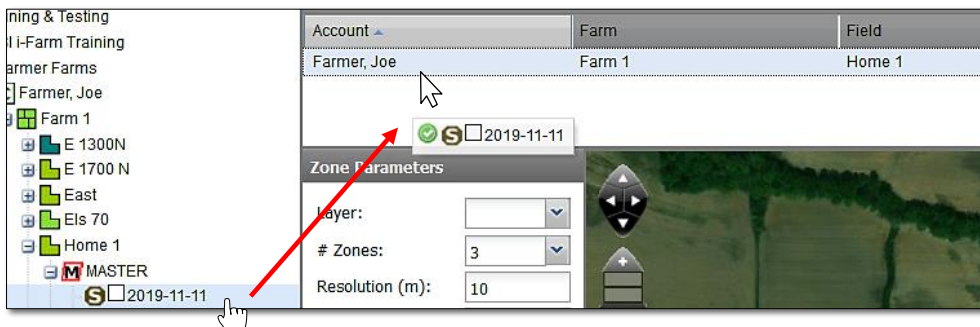 ning & Testing
i-Farm Training
armer Farms
Farmer, Joe
Farm 1
E 1300N
E 1700 N
East
Els 70
Home 1
M MASTER
S 2019-11-11
Account Farm Field
Farmer, Joe Farm 1 Home 1
S 2019-11-11
Zone Parameters
Layer:
# Zones: 3
Resolution (m): 10